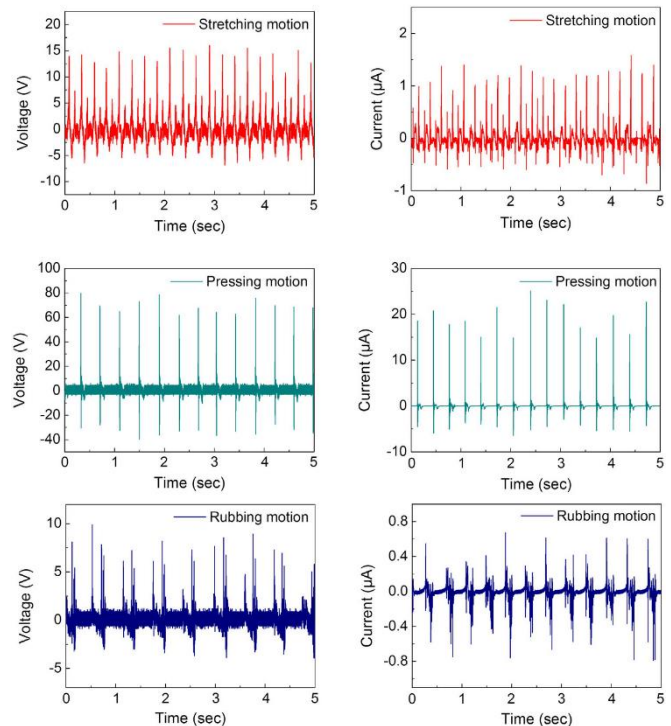 Stretching motion
Voltage (V)
20
15
10
5
0
-5
-10
0 1 2 3 4 5
Time (sec)
Stretching motion
Current (µA)
2
1
0
-1
0 1 2 3 4 5
Time (sec)
Pressing motion
Voltage (V)
100
80
60
40
20
0
-20
-40
0 1 2 3 4 5
Time (sec)
Pressing motion
Current (µA)
30
20
10
0
-10
0 1 2 3 4 5
Time (sec)
Rubbing motion
Voltage (V)
10
5
0
-5
0 1 2 3 4 5
Time (sec)
Rubbing motion
Current (µA)
0.8
0.4
0.0
-0.4
-0.8
0 1 2 3 4 5
Time (sec)